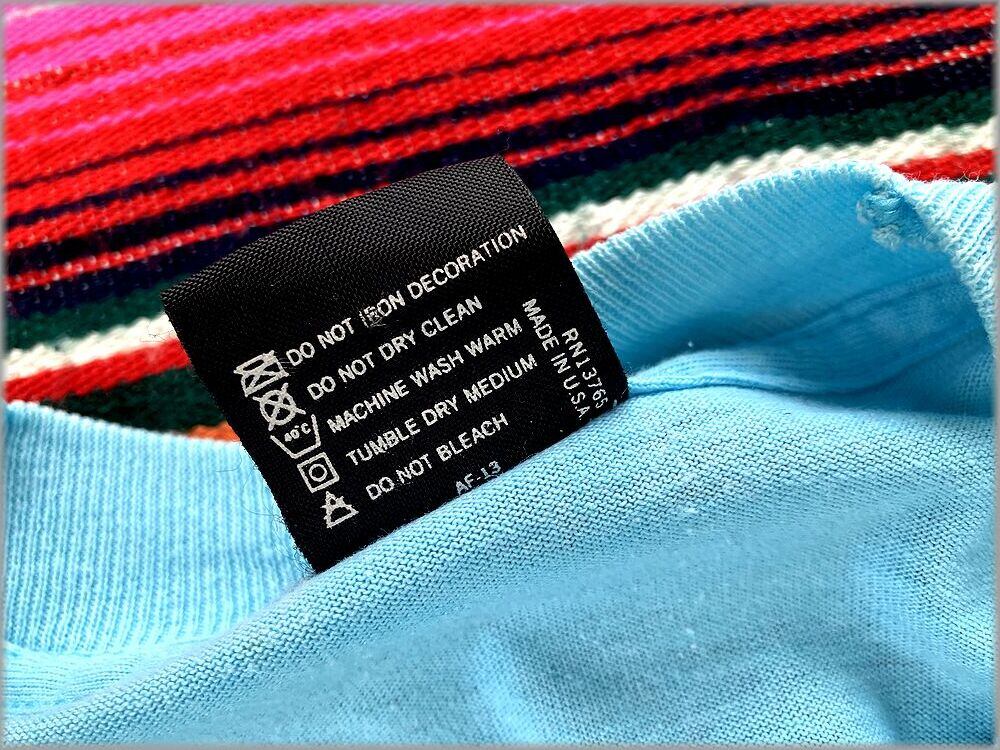 DO NOT IRON DECORATION
DO NOT DRY CLEAN
40°C MACHINE WASH WARM
TUMBLE DRY MEDIUM
DO NOT BLEACH
AF-13
RN13765
MADE IN U.S.A